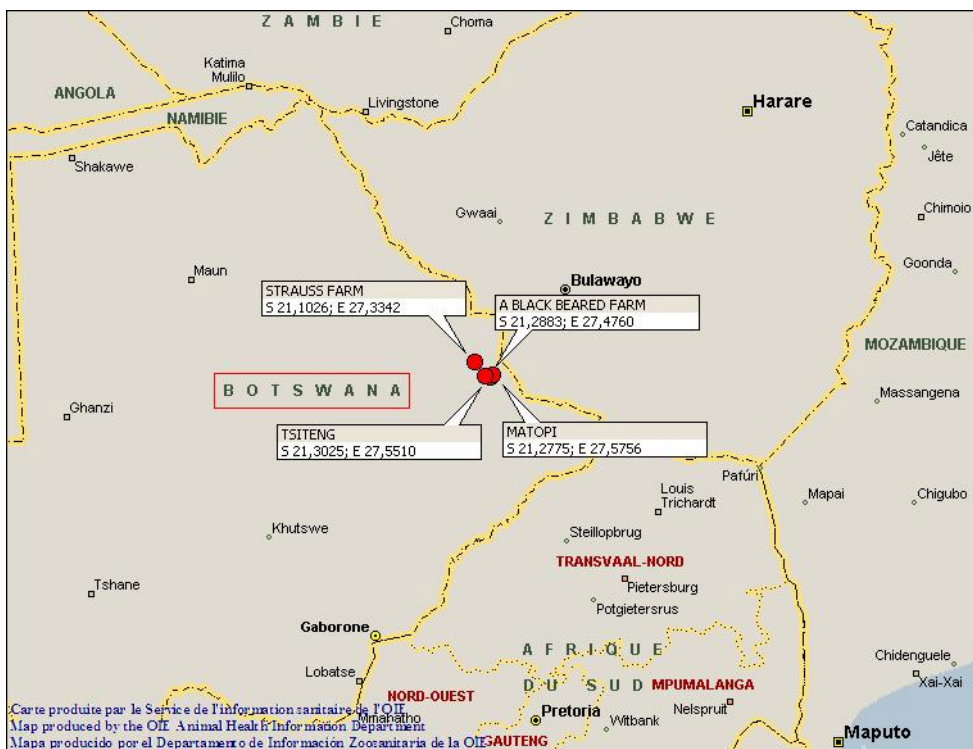 Z A M B I E
Choma
Katima
Mulilo
ANGOLA
Livingstone
Harare
NAMIBIE
Catandica
Shakawe
Jête
Gwaai
Z I M B A B W E
Chimoio
Goonda
Maun
Bulawayo
STRAUSS FARM
S 21,1026; E 27,3342
A BLACK BEARED FARM
S 21,2883; E 27,4760
MOZAMBIQUE
B O T S W A N A
Massangena
Ghanzi
TSITENG
S 21,3025; E 27,5510
MATOPI
S 21,2775; E 27,5756
Pafúri
Louis
Trichardt
Mapai
Chigubo
Khutswe
Steillopbrug
TRANSVAAL-NORD
Tshane
Pietersburg
Potgietersrus
Gaborone
A F R I Q U E
Chidenguele
Lobatse
D U S U D
MPUMALANGA
Xai-Xai
NORD-OUEST
Nelspruit
Carte produite par le Service de l'information sanitaire de l'OIE
Mmabatho
Pretoria
Witbank
Map produced by the OIE Animal Health Information Department
Maputo
Mapa producido por el Departamento de Información Zoosanitaria de la OIE
GAUTENG